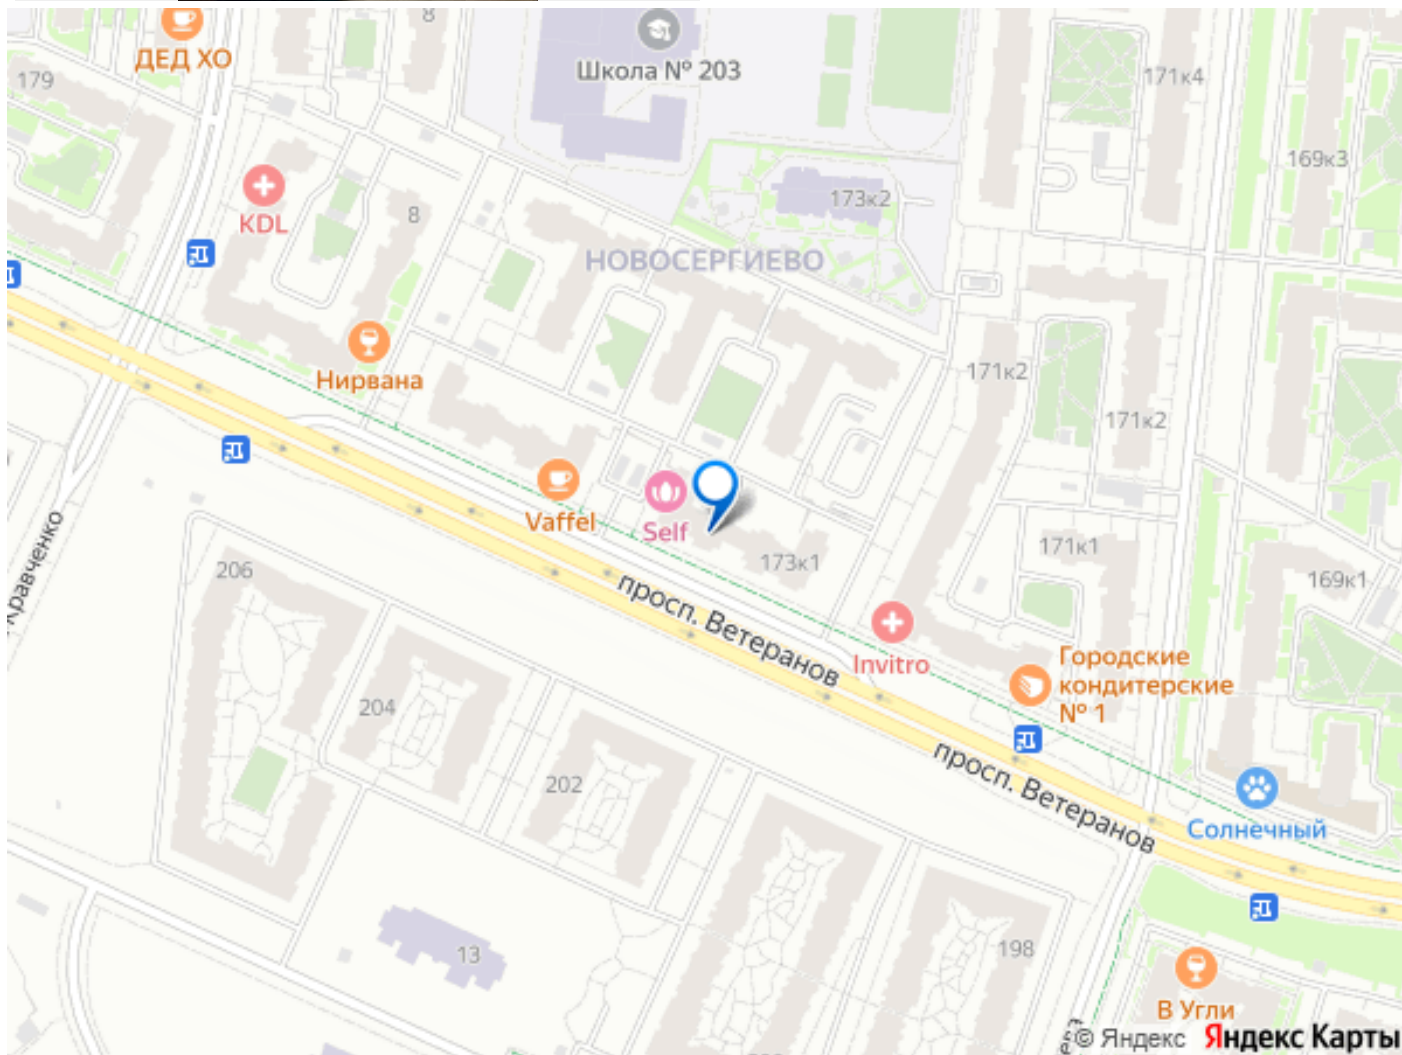 8
ДЕД ХО
Школа № 203
179
171к4
169к3
KDL
8
173к2
НОВОСЕРГИЕВО
Нирвана
171к2
171к2
Vaffel
Self
173к1
171к1
169к1
206
Кравченко
просп. Ветеранов
Invitro
Городские
кондитерские
№ 1
204
202
просп. Ветеранов
Солнечный
13
198
В Угли
© Яндекс Яндекс Карты